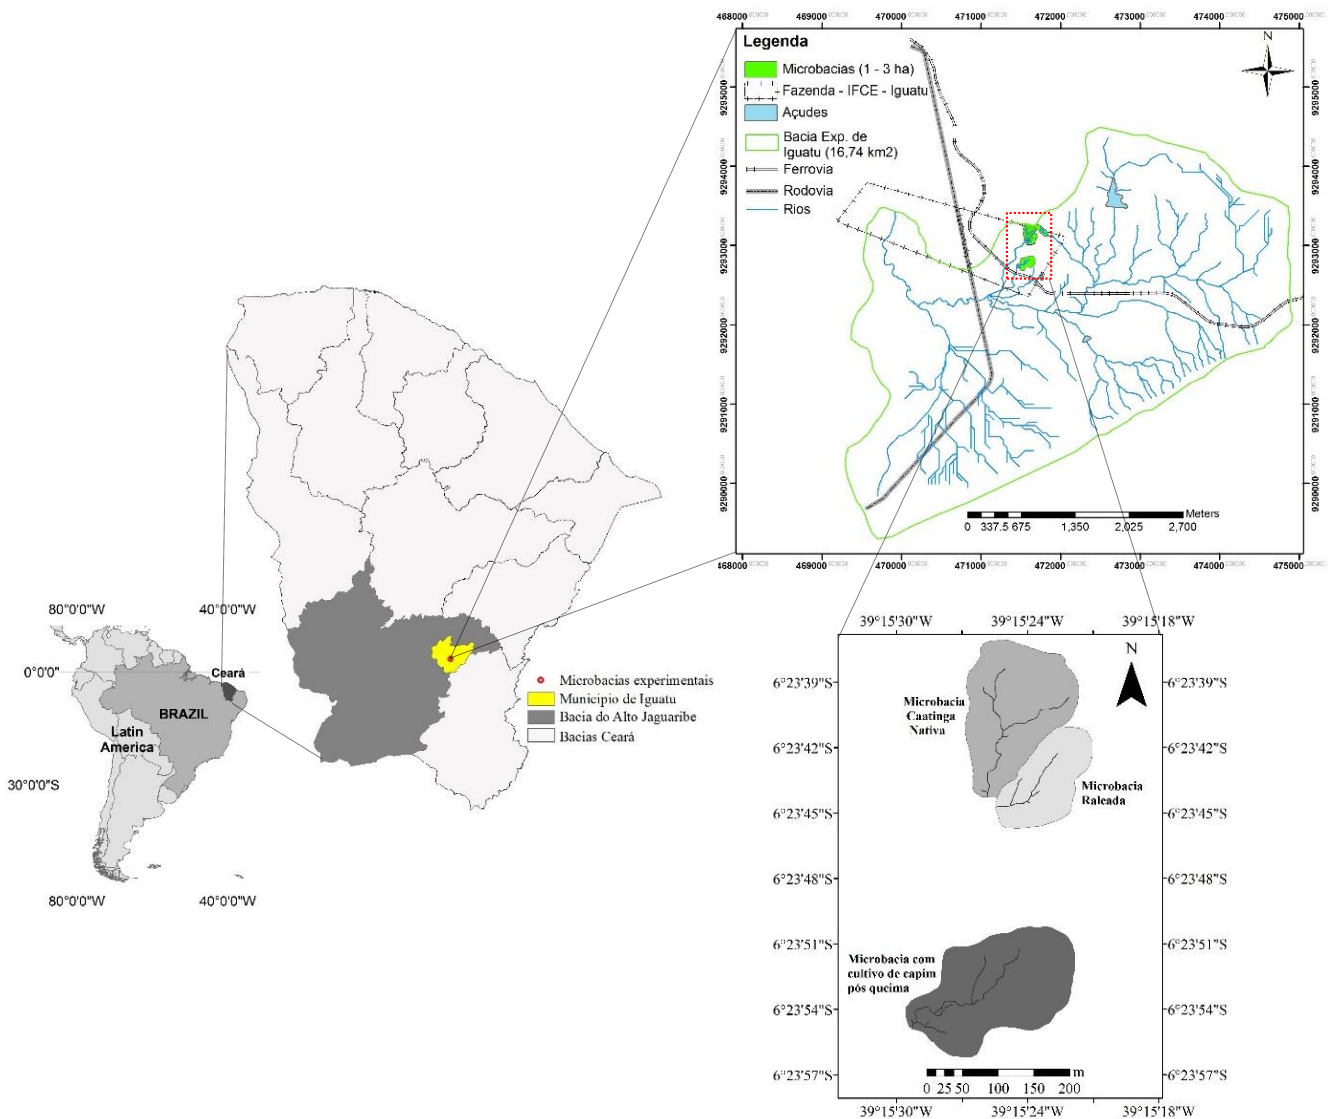 468000 469000 470000 471000 472000 473000 474000 475000
Legenda
Microbacias (1 - 3 ha)
Fazenda - IFCE - Iguatu
Açudes
Bacia Exp. de
Iguatu (16,74 km2)
Ferrovia
Rodovia
Rios
N
9295000
9294000
9293000
9292000
9291000
9290000
9295000
9294000
9293000
9292000
9291000
9290000
Meters
0 337.5 675 1,350 2,025 2,700
468000 469000 470000 471000 472000 473000 474000 475000
80°0'0"W 40°0'0"W
0°0'0"
30°0'0"S
Ceará
BRAZIL
Latin
America
80°0'0"W 40°0'0"W
Microbacias experimentais
Municipio de Iguatu
Bacia do Alto Jaguaribe
Bacias Ceará
39°15'30"W 39°15'24"W 39°15'18"W
N
6°23'39"S 6°23'39"S
Microbacia
Caatinga
Nativa
6°23'42"S 6°23'42"S
Microbacia
Raleada
6°23'45"S 6°23'45"S
6°23'48"S 6°23'48"S
6°23'51"S 6°23'51"S
Microbacia com
cultivo de capim
pós queima
6°23'54"S 6°23'54"S
6°23'57"S 6°23'57"S
m
0 25 50 100 150 200
39°15'30"W 39°15'24"W 39°15'18"W